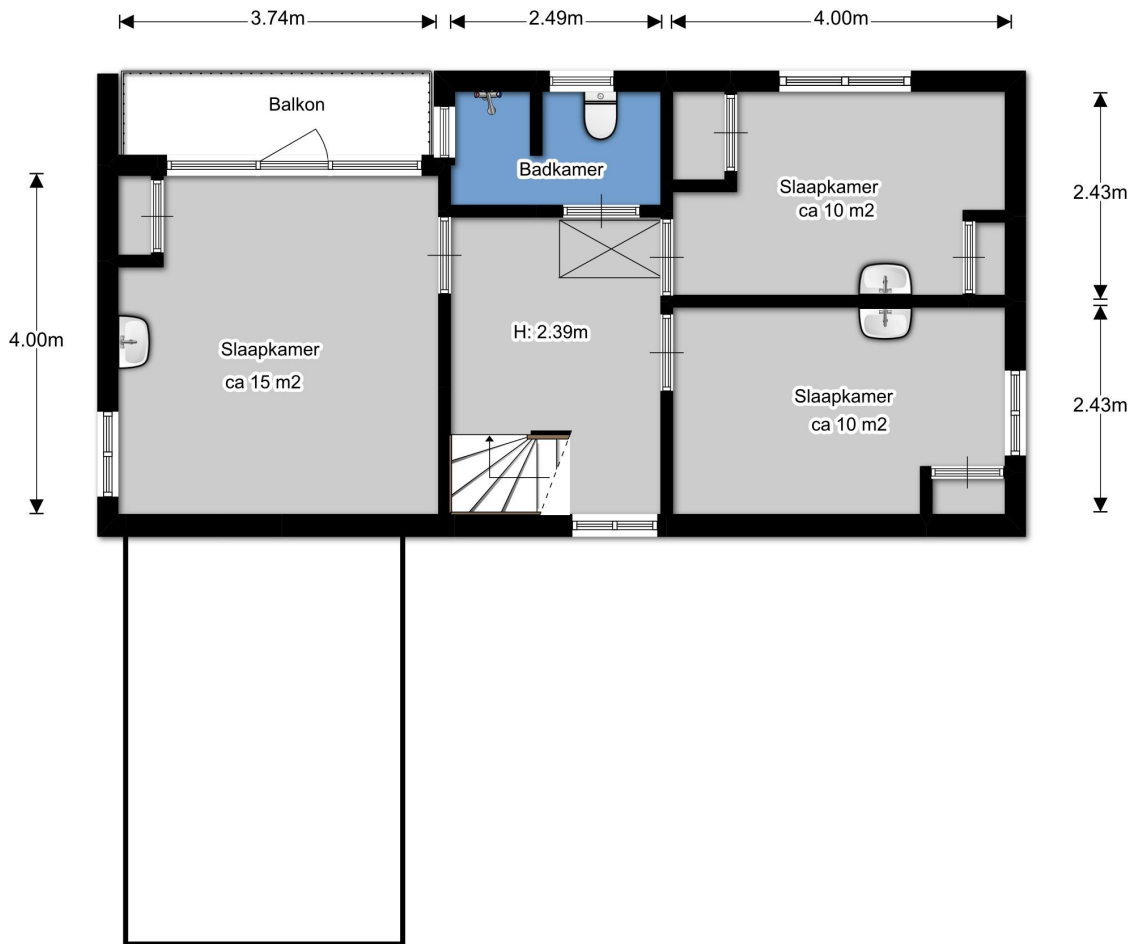 3.74m
2.49m
4.00m
Balkon
Badkamer
Slaapkamer
ca 10 m2
2.43m
4.00m
Slaapkamer
ca 15 m2
H: 2.39m
Slaapkamer
ca 10 m2
2.43m